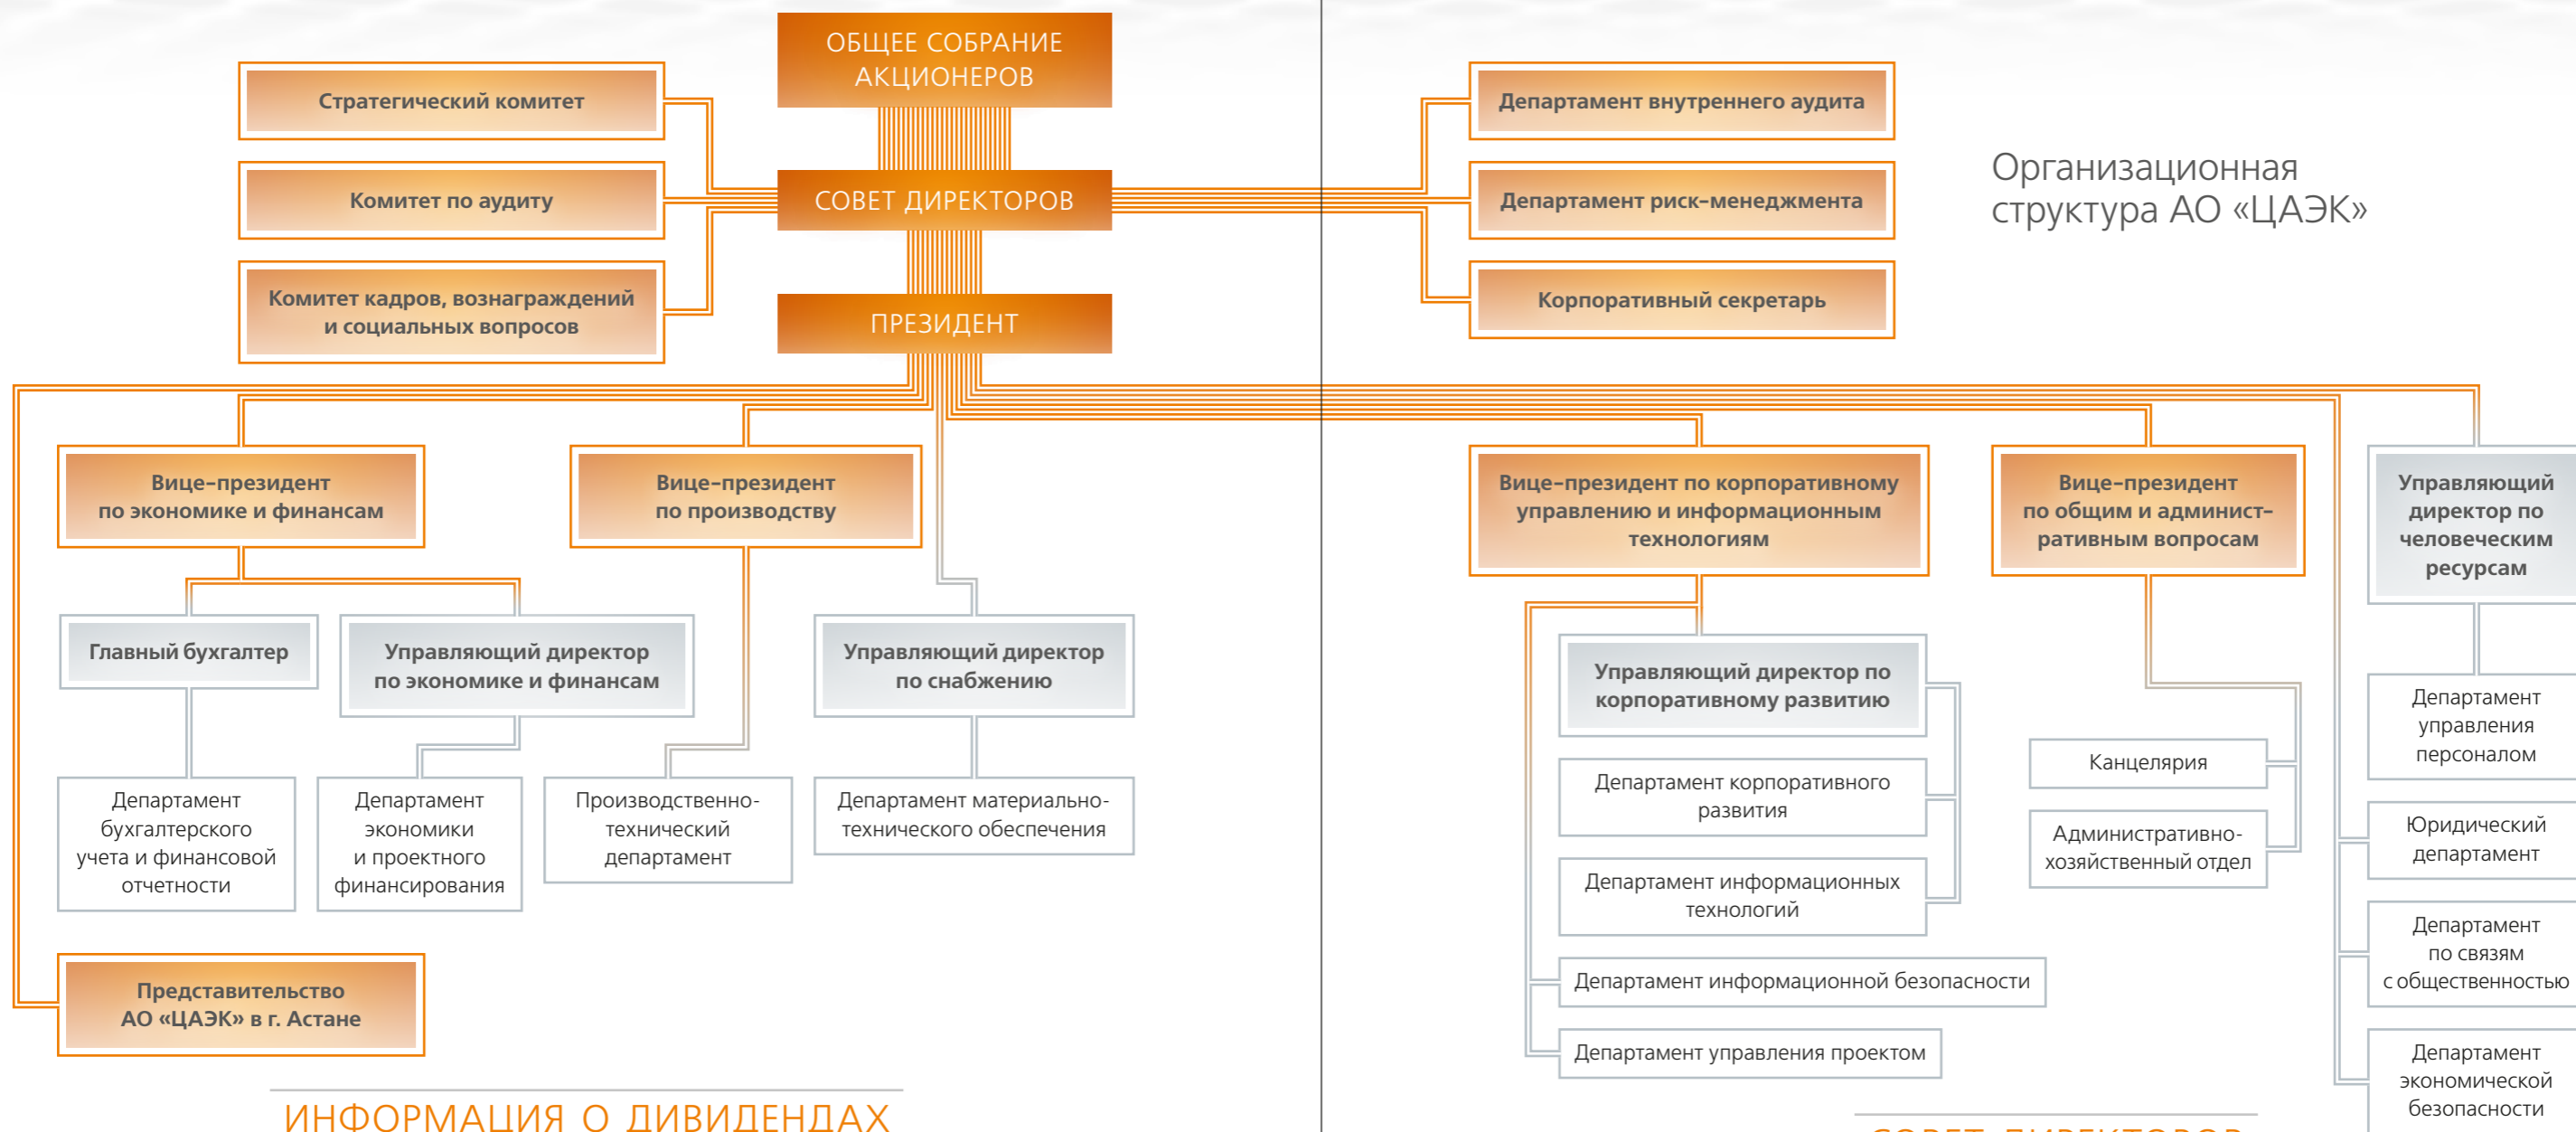 ОБЩЕЕ СОБРАНИЕ
АКЦИОНЕРОВ
Стратегический комитет
Комитет по аудиту
Комитет кадров, вознаграждений
и социальных вопросов
СОВЕТ ДИРЕКТОРОВ
ПРЕЗИДЕНТ
Департамент внутреннего аудита
Департамент риск-менеджмента
Корпоративный секретарь
Организационная
структура АО «ЦАЭК»
Вице-президент
по экономике и финансам
Вице-президент
по производству
Вице-президент по корпоративному
управлению и информационным
технологиям
Вице-президент
по общим и админист-
ративным вопросам
Управляющий
директор по
человеческим
ресурсам
Главный бухгалтер
Управляющий директор
по экономике и финансам
Управляющий директор
по снабжению
Управляющий директор по
корпоративному развитию
Департамент
бухгалтерского
учета и финансовой
отчетности
Департамент
экономики
и проектного
финансирования
Производственно-
технический
департамент
Департамент материально-
технического обеспечения
Департамент корпоративного
развития
Департамент информационных
технологий
Департамент информационной безопасности
Департамент управления проектом
Канцелярия
Административно-
хозяйственный отдел
Департамент
управления
персоналом
Юридический
департамент
Департамент
по связям
с общественностью
Департамент
экономической
безопасности
Представительство
АО «ЦАЭК» в г. Астане
ИНФОРМАЦИЯ О ДИВИДЕНДАХ
СОВЕТ ДИРЕКТОРОВ